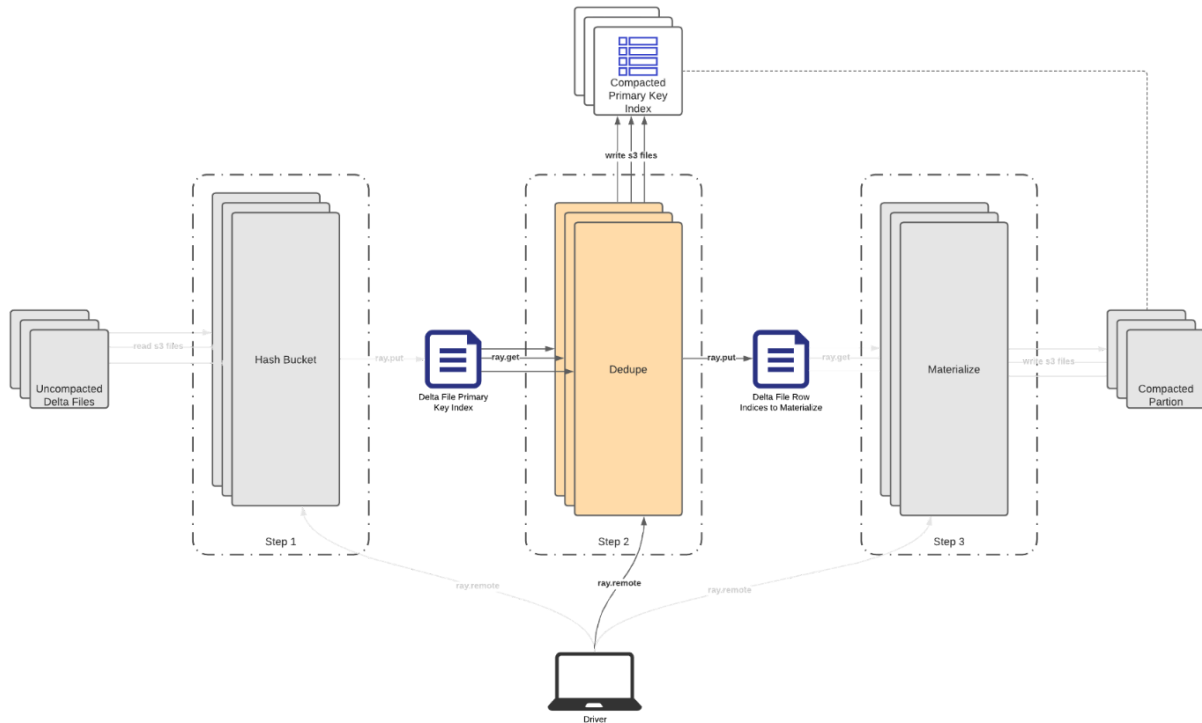 Compacted
Primary Key
Index
write s3 files
read s3 files
Uncompacted
Delta Files
Hash Bucket
Step 1
ray.put
Delta File Primary
Key Index
ray.get
Dedupe
Step 2
ray.put
Delta File Row
Indices to Materialize
ray.get
Materialize
Step 3
write s3 files
Compacted
Partion
ray.remote
ray.remote
ray.remote
Driver